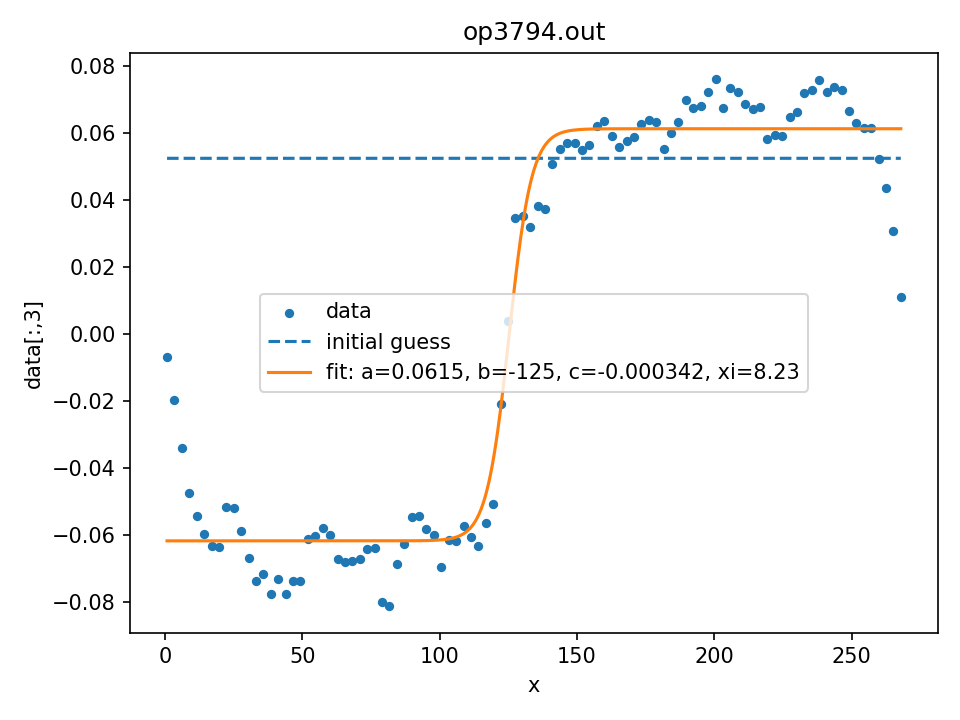 op3794.out
data[:,3]
0.08
0.06
0.04
0.02
0.00
−0.02
−0.04
−0.06
−0.08
data
initial guess
fit: a=0.0615, b=-125, c=-0.000342, xi=8.23
0 50 100 150 200 250
x